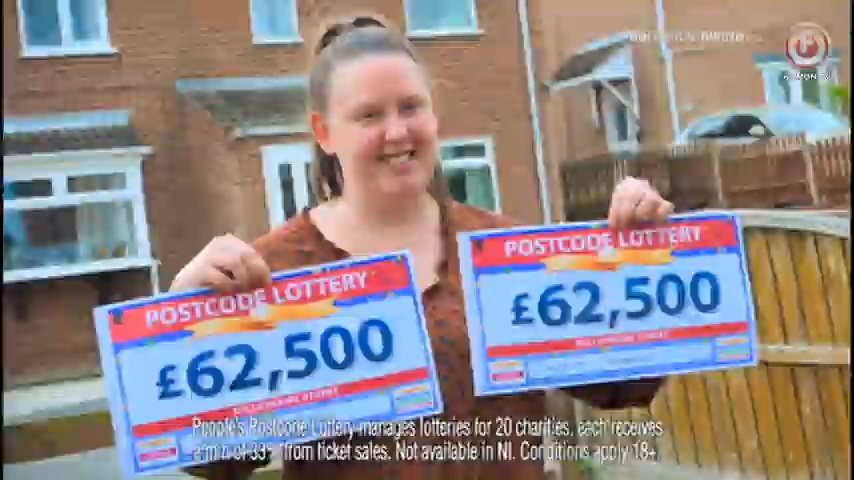 POSTCODE LOTTERY
£62,500
POSTCODE LOTTERY
£62,500
People's Postcode Lottery manages lotteries for 20 charities, each receives
a min of 33% from ticket sales. Not available in NI. Conditions apply 18+